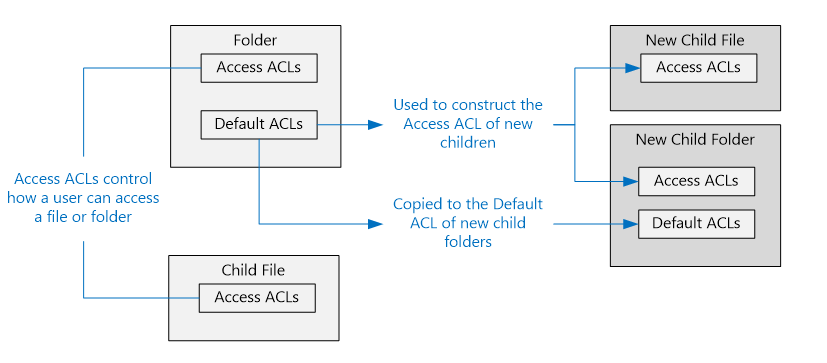 Folder
Access ACLs
Default ACLs
Access ACLs control
how a user can access
a file or folder
Child File
Access ACLs
Used to construct the
Access ACL of new
children
Copied to the Default
ACL of new child
folders
New Child File
Access ACLs
New Child Folder
Access ACLs
Default ACLs